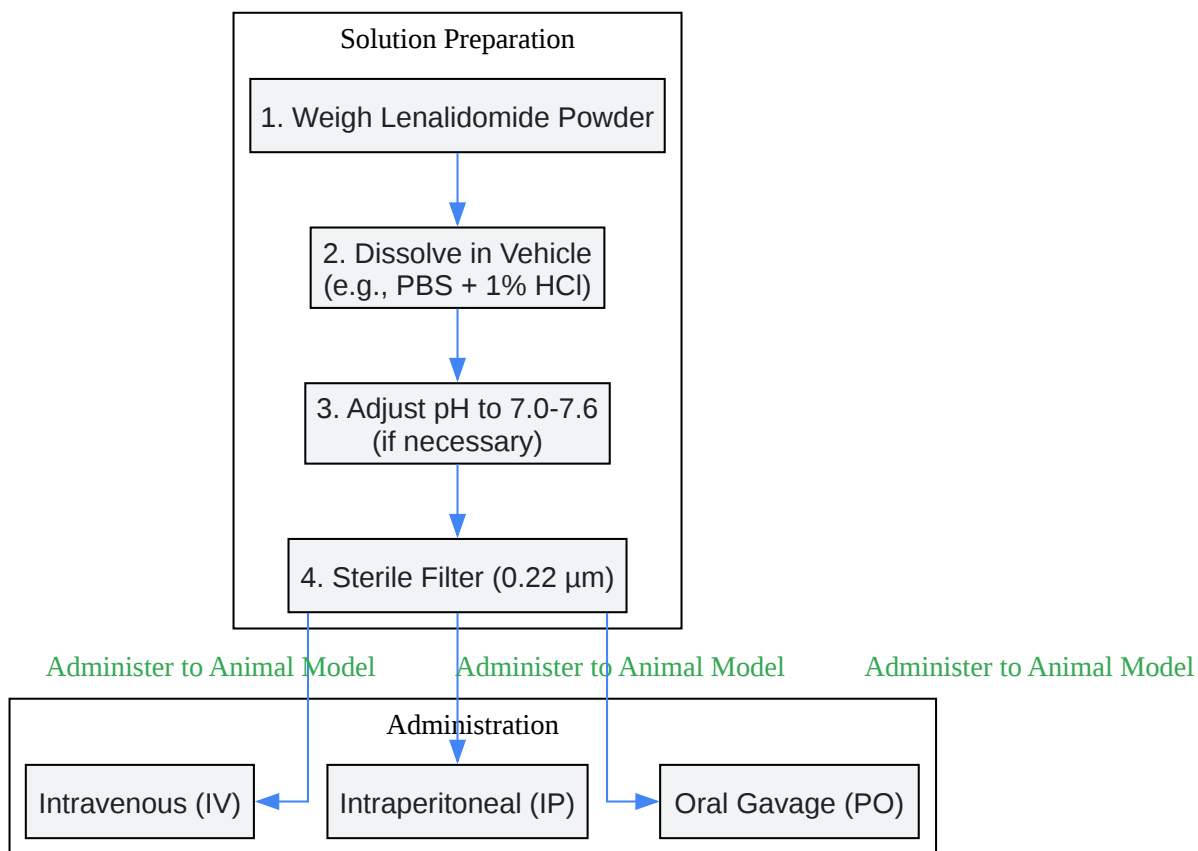 Solution Preparation
1. Weigh Lenalidomide Powder
2. Dissolve in Vehicle
(e.g., PBS + 1% HCl)
3. Adjust pH to 7.0-7.6
(if necessary)
4. Sterile Filter (0.22 µm)
Administer to Animal Model
Administer to Animal Model
Administer to Animal Model
Administration
Intravenous (IV)
Intraperitoneal (IP)
Oral Gavage (PO)